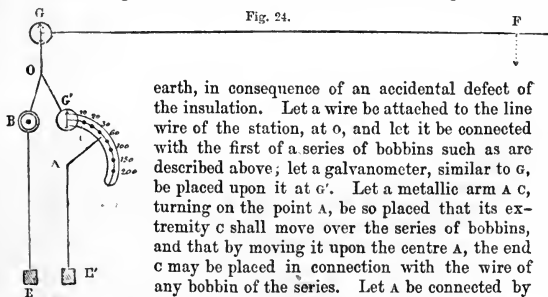 Fig. 24.
G
F
O
earth, in consequence of an accidental defect of
the insulation. Let a wire be attached to the line
B
G'
wire of the station, at O, and let it be connected
with the first of a series of bobbins such as are
described above; let a galvanometer, similar to G,
A
100
150
200
be placed upon it at G'. Let a metallic arm A C,
turning on the point A, be so placed that its ex-
tremity C shall move over the series of bobbins,
and that by moving it upon the centre A, the end
C may be placed in connection with the wire of
E
E'
any bobbin of the series. Let A be connected by